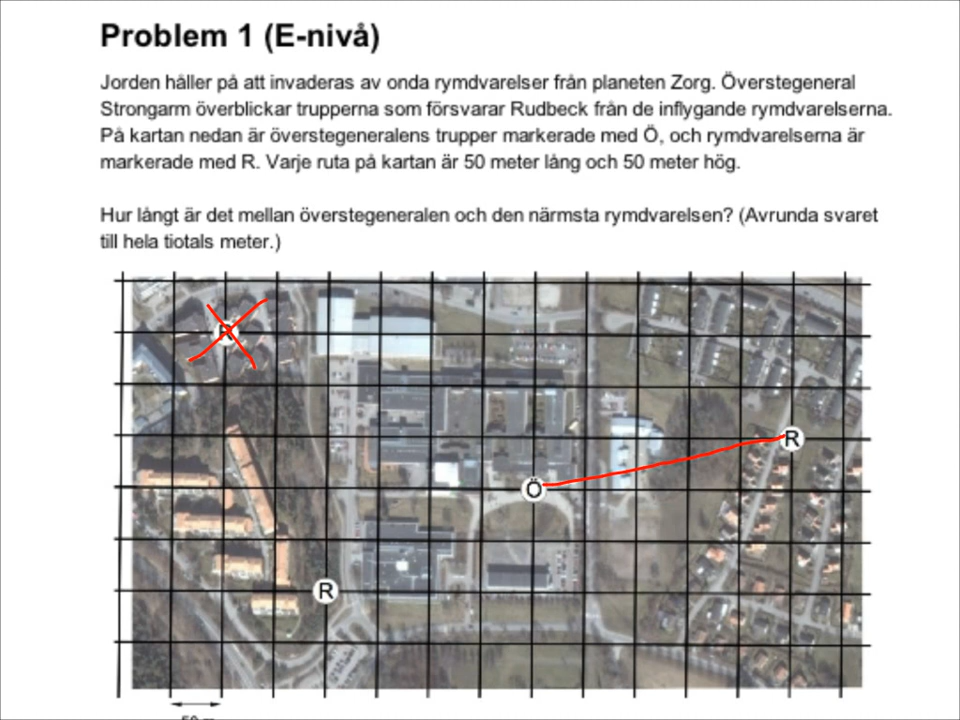 Problem 1 (E-nivå)
Jorden håller på att invaderas av onda rymdvarelser från planeten Zorg. Överstegeneral
Strongarm överblickar trupperna som försvarar Rudbeck från de inflygande rymdvarelserna.
På kartan nedan är överstegeneralens trupper markerade med Ö, och rymdvarelserna är
markerade med R. Varje ruta på kartan är 50 meter lång och 50 meter hög.
Hur långt är det mellan överstegeneralen och den närmsta rymdvarelsen? (Avrunda svaret
till hela tiotals meter.)
R
R
Ö
R
50 m